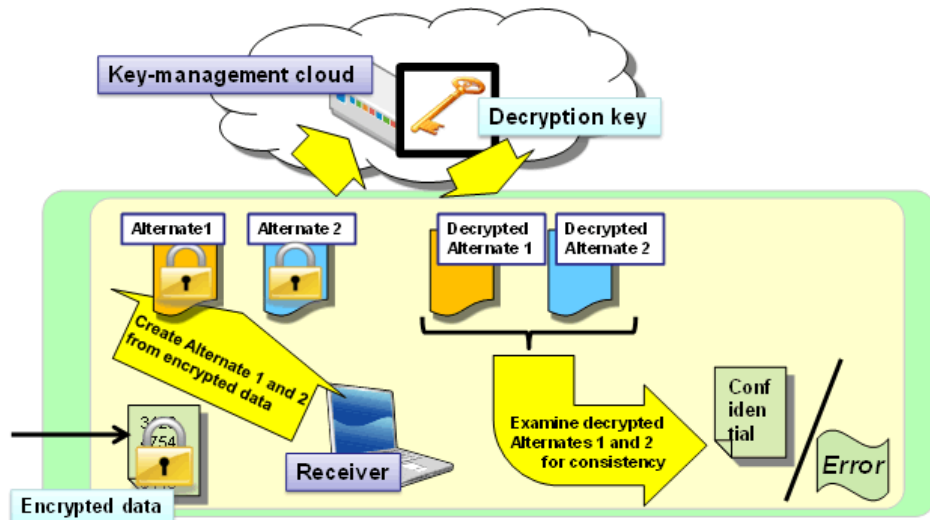 Key-management cloud
Decryption key
Alternate1
Alternate 2
Decrypted
Alternate 1
Decrypted
Alternate 2
Create Alternate 1 and 2
from encrypted data
Conf
iden
tial
Examine decrypted
Alternates 1 and 2
for consistency
Error
Receiver
Encrypted data